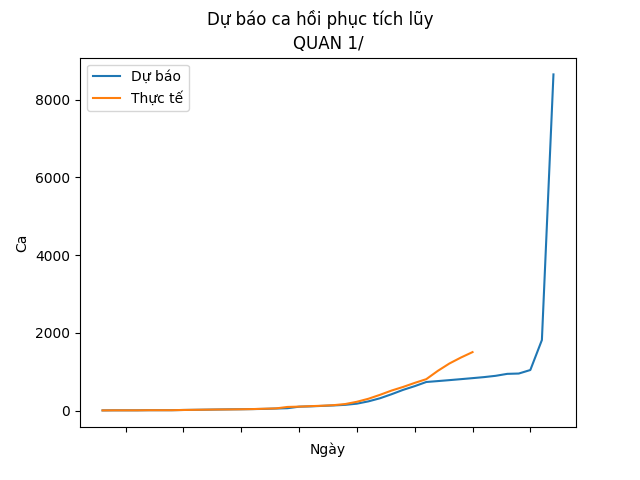 Dự báo ca hồi phục tích lũy
QUAN 1/
Dự báo
Thực tế
8000
6000
4000
2000
0
Ca
Ngày